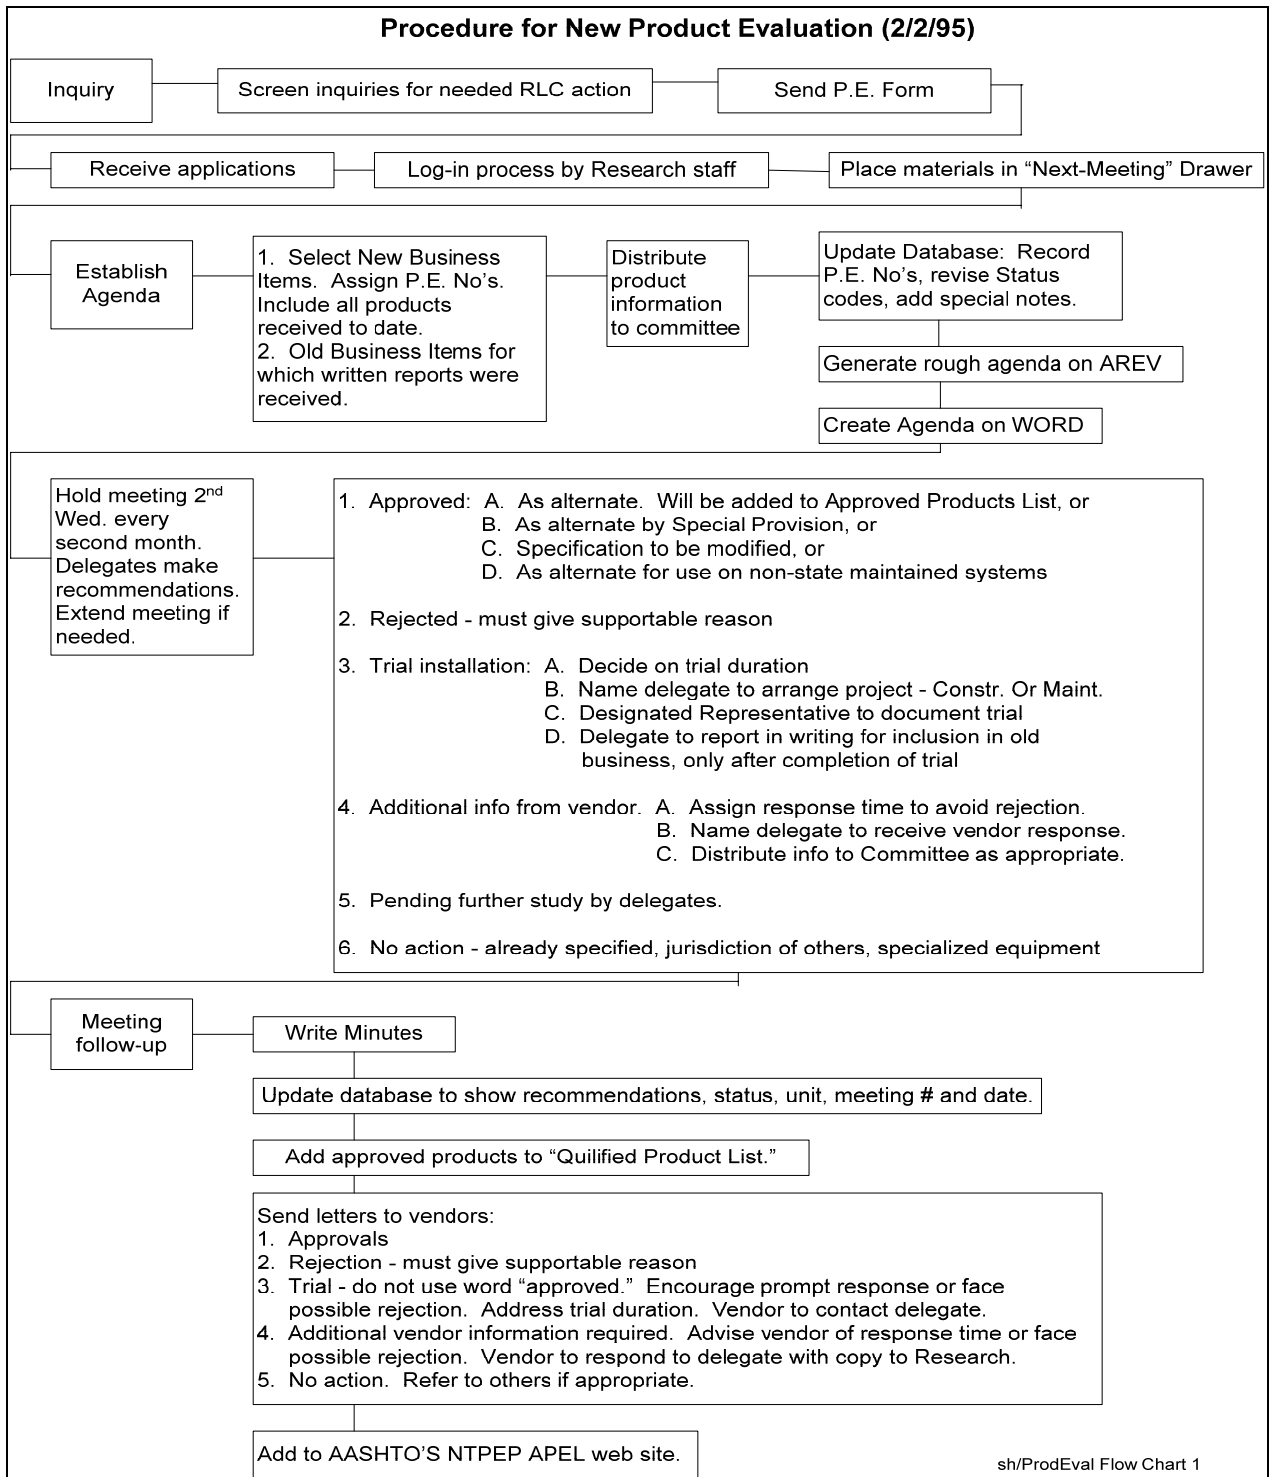 Procedure for New Product Evaluation (2/2/95)
Inquiry
Screen inquiries for needed RLC action
Send P.E. Form
Receive applications
Log-in process by Research staff
Place materials in “Next-Meeting” Drawer
Establish
Agenda
1. Select New Business
Items. Assign P.E. No’s.
Include all products
received to date.
2. Old Business Items for
which written reports were
received.
Distribute
product
information
to committee
Update Database: Record
P.E. No’s, revise Status
codes, add special notes.
Generate rough agenda on AREV
Create Agenda on WORD
Hold meeting 2nd
Wed. every
second month.
Delegates make
recommendations.
Extend meeting if
needed.
1. Approved: A. As alternate. Will be added to Approved Products List, or
B. As alternate by Special Provision, or
C. Specification to be modified, or
D. As alternate for use on non-state maintained systems
2. Rejected - must give supportable reason
3. Trial installation: A. Decide on trial duration
B. Name delegate to arrange project - Constr. Or Maint.
C. Designated Representative to document trial
D. Delegate to report in writing for inclusion in old
business, only after completion of trial
4. Additional info from vendor. A. Assign response time to avoid rejection.
B. Name delegate to receive vendor response.
C. Distribute info to Committee as appropriate.
5. Pending further study by delegates.
6. No action - already specified, jurisdiction of others, specialized equipment
Meeting
follow-up
Write Minutes
Update database to show recommendations, status, unit, meeting # and date.
Add approved products to “Quilified Product List.”
Send letters to vendors:
1. Approvals
2. Rejection - must give supportable reason
3. Trial - do not use word “approved.” Encourage prompt response or face
possible rejection. Address trial duration. Vendor to contact delegate.
4. Additional vendor information required. Advise vendor of response time or face
possible rejection. Vendor to respond to delegate with copy to Research.
5. No action. Refer to others if appropriate.
Add to AASHTO’S NTPEP APEL web site.
sh/ProdEval Flow Chart 1